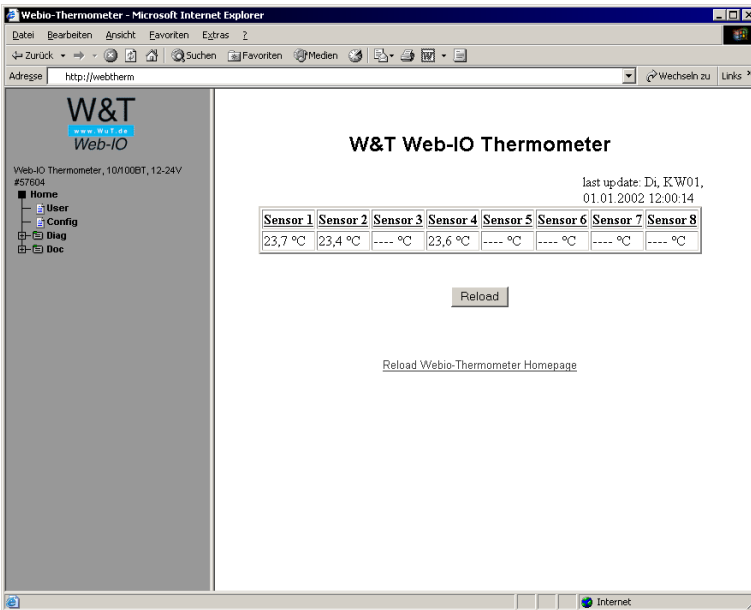 Webio-Thermometer - Microsoft Internet Explorer
Datei Bearbeiten Ansicht Favoriten Extras ?
Zurück Suchen Favoriten Medien
Adresse http://webtherm Wechseln zu Links »
W&T
www.WuT.de
Web-IO
Web-IO Thermometer, 10/100BT, 12-24V
#57604
Home
User
Config
Diag
Doc
W&T Web-IO Thermometer
last update: Di, KW01,
01.01.2002 12:00:14
Sensor 1 Sensor 2 Sensor 3 Sensor 4 Sensor 5 Sensor 6 Sensor 7 Sensor 8
23,7 °C 23,4 °C ---- °C 23,6 °C ---- °C ---- °C ---- °C ---- °C
Reload
Reload Webio-Thermometer Homepage
Internet